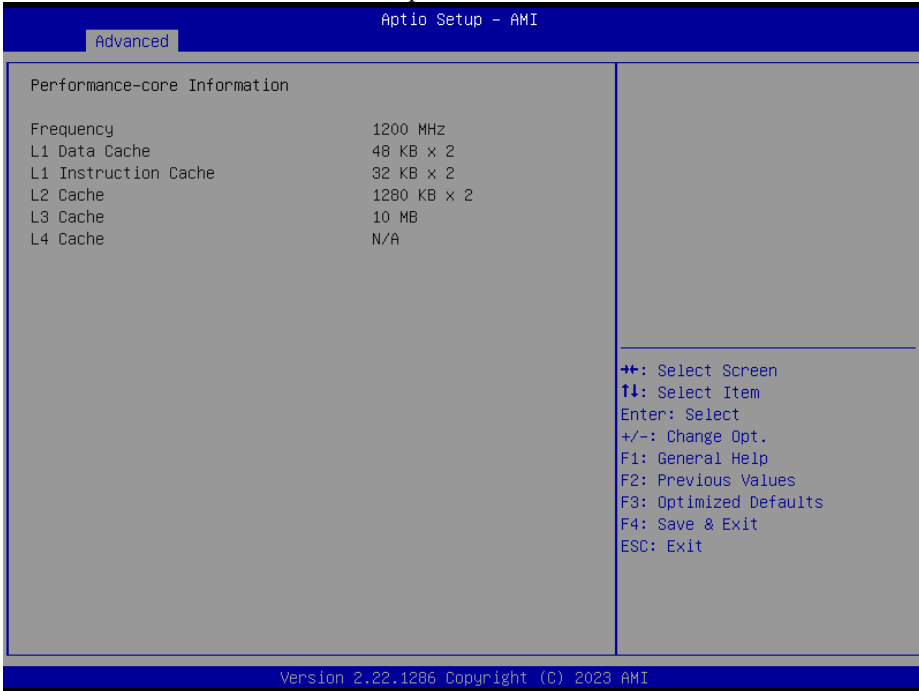 Aptio Setup - AMI
Advanced
Performance-core Information
Frequency 1200 MHz
L1 Data Cache 48 KB x 2
L1 Instruction Cache 32 KB x 2
L2 Cache 1280 KB x 2
L3 Cache 10 MB
L4 Cache N/A
→←: Select Screen
↑↓: Select Item
Enter: Select
+/-: Change Opt.
F1: General Help
F2: Previous Values
F3: Optimized Defaults
F4: Save & Exit
ESC: Exit
Version 2.22.1286 Copyright (C) 2023 AMI